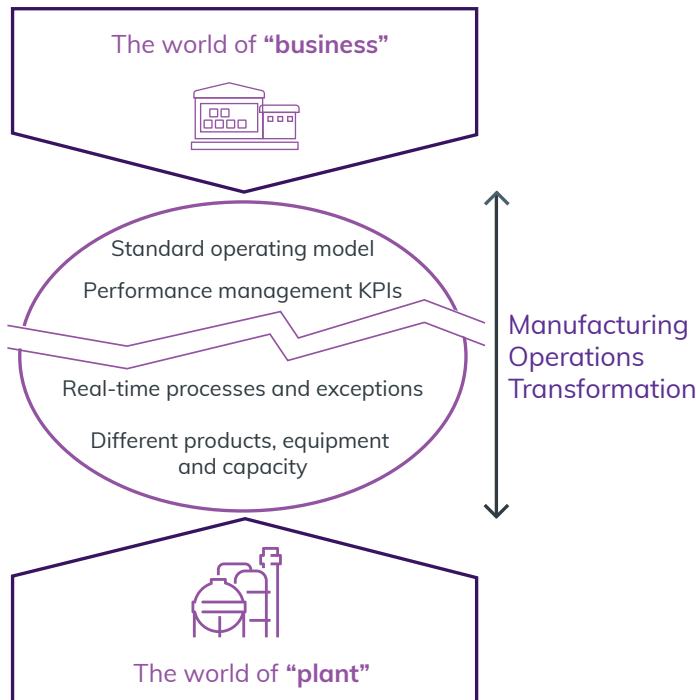 The world of “business”
Standard operating model
Performance management KPIs
Manufacturing
Operations
Transformation
Real-time processes and exceptions
Different products, equipment
and capacity
The world of “plant”